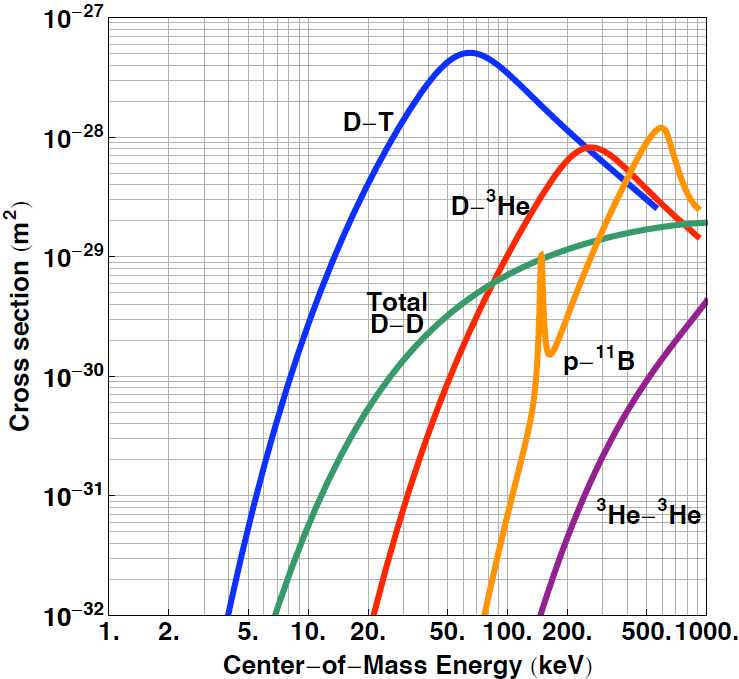 10⁻²⁷
10⁻²⁸
10⁻²⁹
10⁻³⁰
10⁻³¹
10⁻³²
Cross section (m²)
D–T
D–³He
Total
D–D
p–¹¹B
³He–³He
1. 2. 5. 10. 20. 50. 100. 200. 500. 1000.
Center–of–Mass Energy (keV)